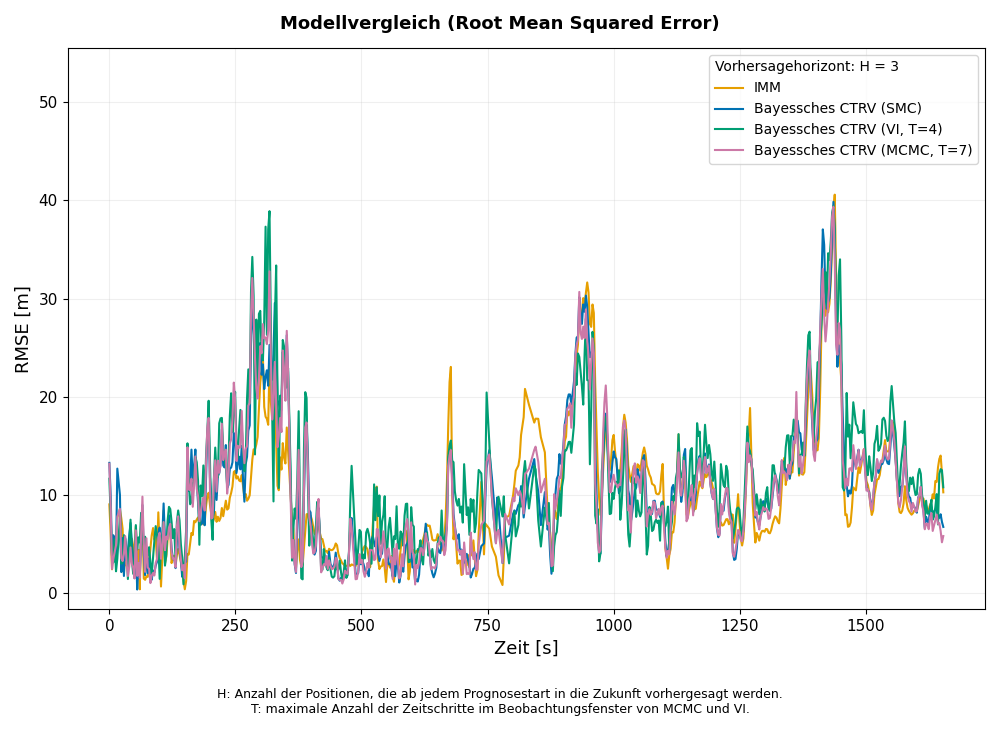 Modellvergleich (Root Mean Squared Error)
Vorhersagehorizont: H = 3
IMM
Bayessches CTRV (SMC)
Bayessches CTRV (VI, T=4)
Bayessches CTRV (MCMC, T=7)
RMSE [m]
50
40
30
20
10
0
0 250 500 750 1000 1250 1500
Zeit [s]
H: Anzahl der Positionen, die ab jedem Prognosestart in die Zukunft vorhergesagt werden.
T: maximale Anzahl der Zeitschritte im Beobachtungsfenster von MCMC und VI.